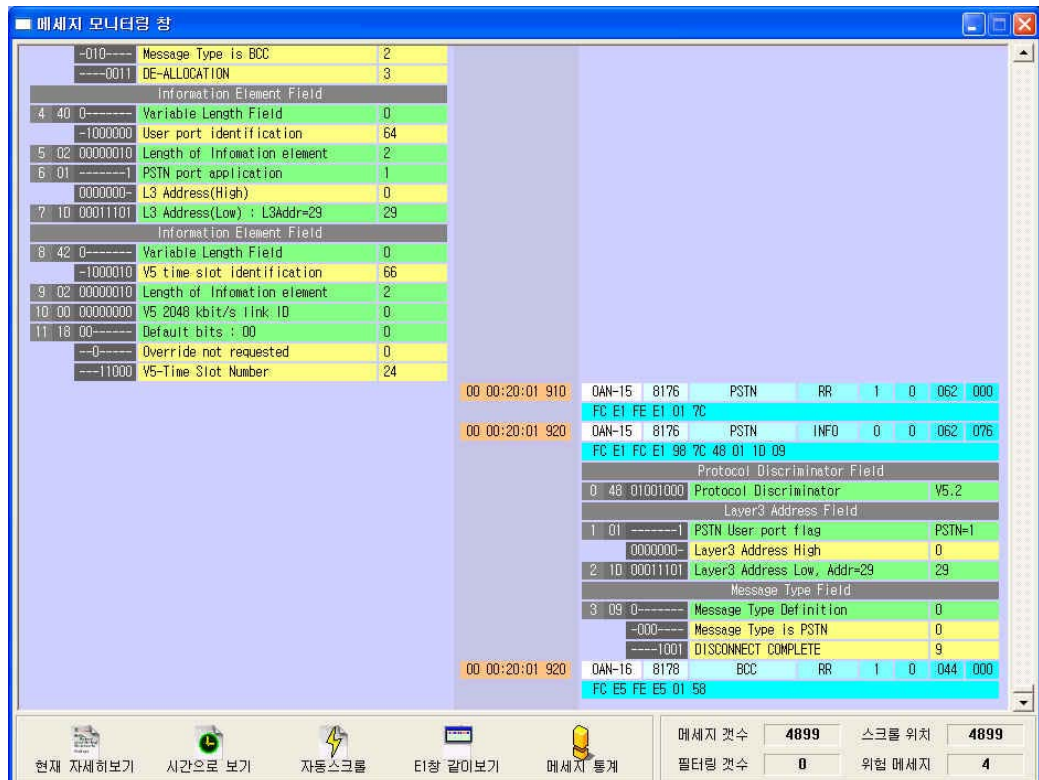 메세지 모니터링 창
-010---- Message Type is BCC 2
----0011 DE-ALLOCATION 3
Information Element Field
4 40 0------- Variable Length Field 0
-1000000 User port identification 64
5 02 00000010 Length of Infomation element 2
6 01 -------1 PSTN port application 1
0000000- L3 Address(High) 0
7 1D 00011101 L3 Address(Low) : L3Addr=29 29
Information Element Field
8 42 0------- Variable Length Field 0
-1000010 V5 time slot identification 66
9 02 00000010 Length of Infomation element 2
10 00 00000000 V5 2048 kbit/s link ID 0
11 18 00------ Default bits : 00 0
--0----- Override not requested 0
---11000 V5-Time Slot Number 24
00 00:20:01 910 0AN-15 8176 PSTN RR 1 0 062 000
FC E1 FE E1 01 7C
00 00:20:01 920 0AN-15 8176 PSTN INFO 0 0 062 076
FC E1 FC E1 98 7C 48 01 1D 09
Protocol Discriminator Field
0 48 01001000 Protocol Discriminator V5.2
Layer3 Address Field
1 01 -------1 PSTN User port flag PSTN=1
0000000- Layer3 Address High 0
2 1D 00011101 Layer3 Address Low, Addr=29 29
Message Type Field
3 09 0------- Message Type Definition 0
-000---- Message Type is PSTN 0
----1001 DISCONNECT COMPLETE 9
00 00:20:01 920 0AN-16 8178 BCC RR 1 0 044 000
FC E5 FE E5 01 58
현재 자세히보기 시간으로 보기 자동스크롤 E1창 같이보기 메세지 통계
메세지 갯수 4899 스크롤 위치 4899
필터링 갯수 0 위험 메세지 4